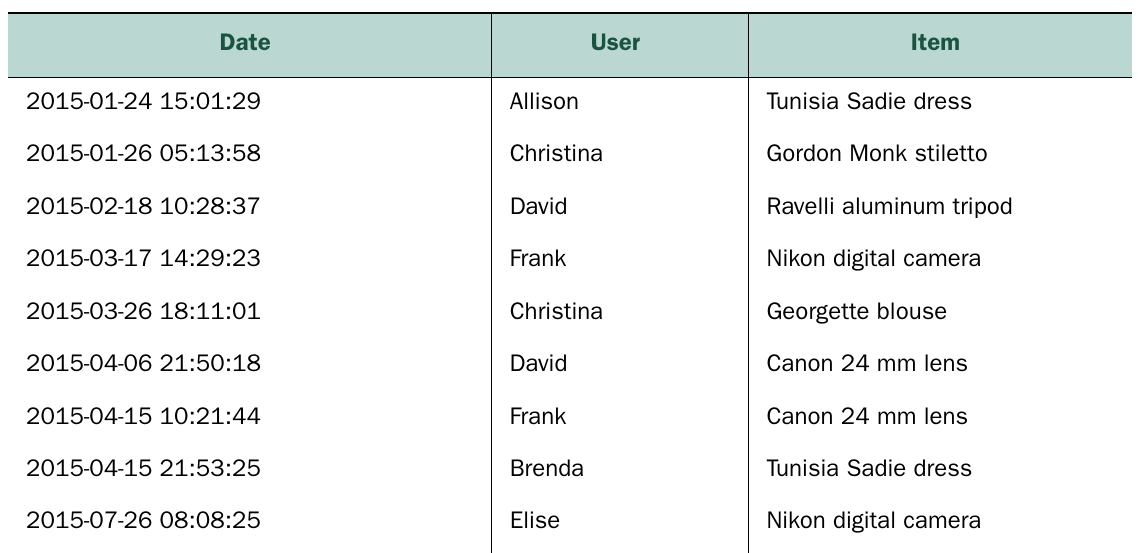 Date User Item
2015-01-24 15:01:29 Allison Tunisia Sadie dress
2015-01-26 05:13:58 Christina Gordon Monk stiletto
2015-02-18 10:28:37 David Ravelli aluminum tripod
2015-03-17 14:29:23 Frank Nikon digital camera
2015-03-26 18:11:01 Christina Georgette blouse
2015-04-06 21:50:18 David Canon 24 mm lens
2015-04-15 10:21:44 Frank Canon 24 mm lens
2015-04-15 21:53:25 Brenda Tunisia Sadie dress
2015-07-26 08:08:25 Elise Nikon digital camera